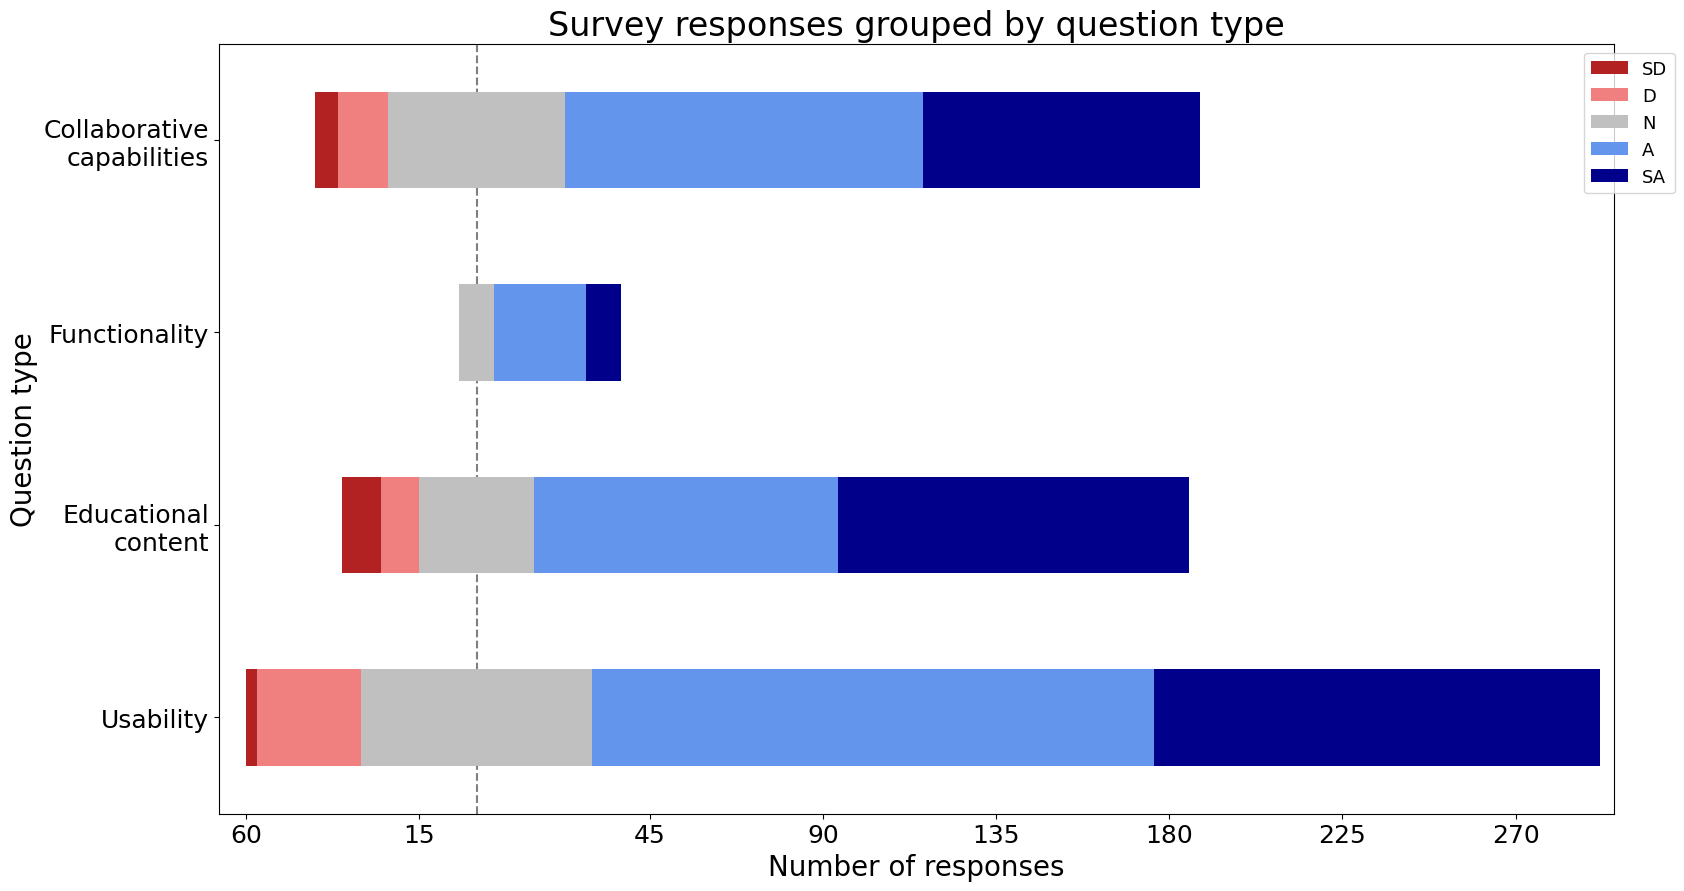 Survey responses grouped by question type
SD
D
N
A
SA
Collaborative
capabilities
Functionality
Educational
content
Usability
Question type
60 15 45 90 135 180 225 270
Number of responses